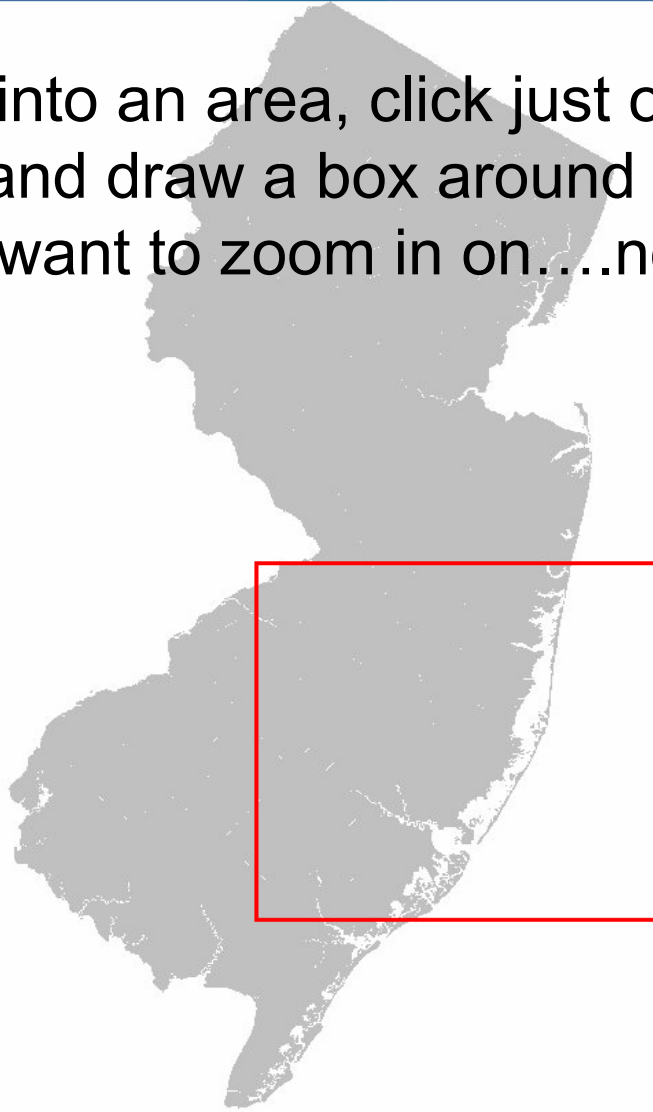 into an area, click just o
and draw a box around
want to zoom in on….n